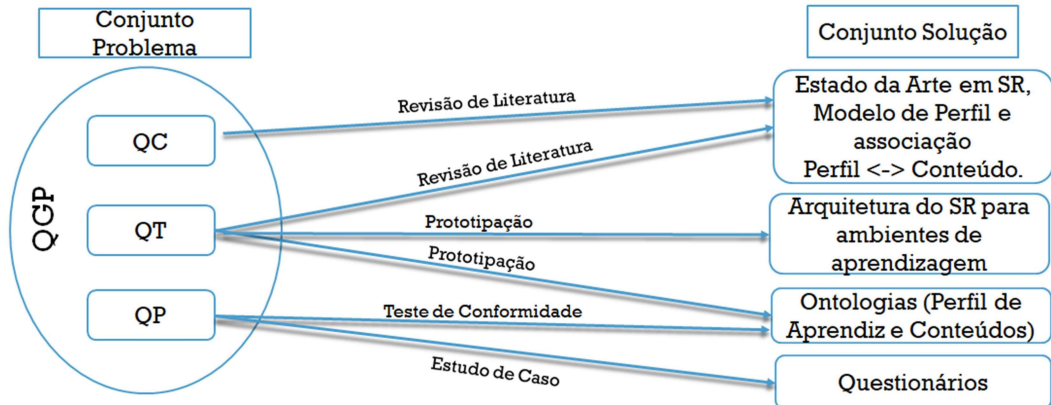 Conjunto
Problema
Conjunto Solução
QGP
QC
QT
QP
Revisão de Literatura
Revisão de Literatura
Prototipação
Prototipação
Teste de Conformidade
Estudo de Caso
Estado da Arte em SR,
Modelo de Perfil e
associação
Perfil <-> Conteúdo.
Arquitetura do SR para
ambientes de
aprendizagem
Ontologias (Perfil de
Aprendiz e Conteúdos)
Questionários